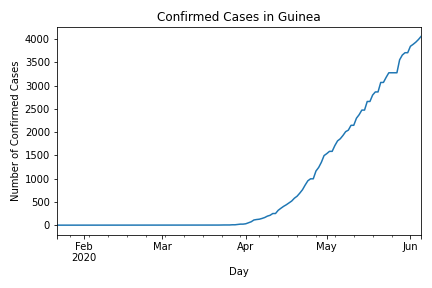 Confirmed Cases in Guinea
Number of Confirmed Cases
4000
3500
3000
2500
2000
1500
1000
500
0
Feb
2020
Mar
Apr
May
Jun
Day